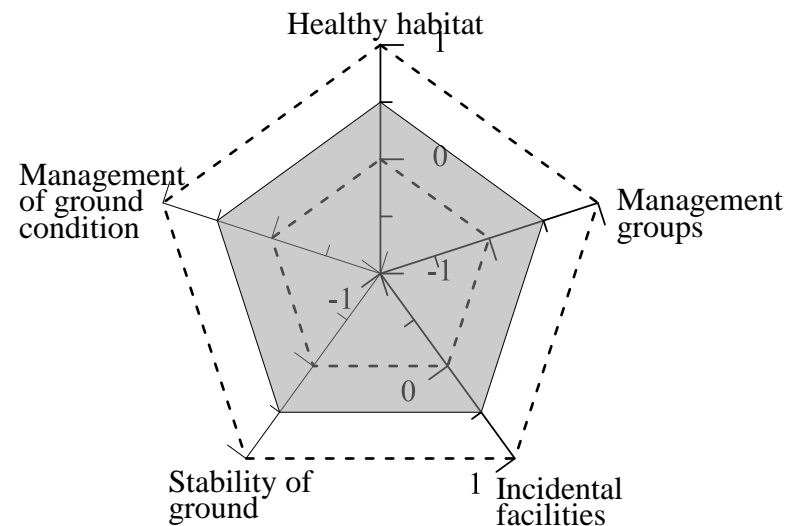 Healthy habitat
1
0
Management
of ground
condition
Management
groups
-1
-1
0
Stability of
ground
1
Incidental
facilities